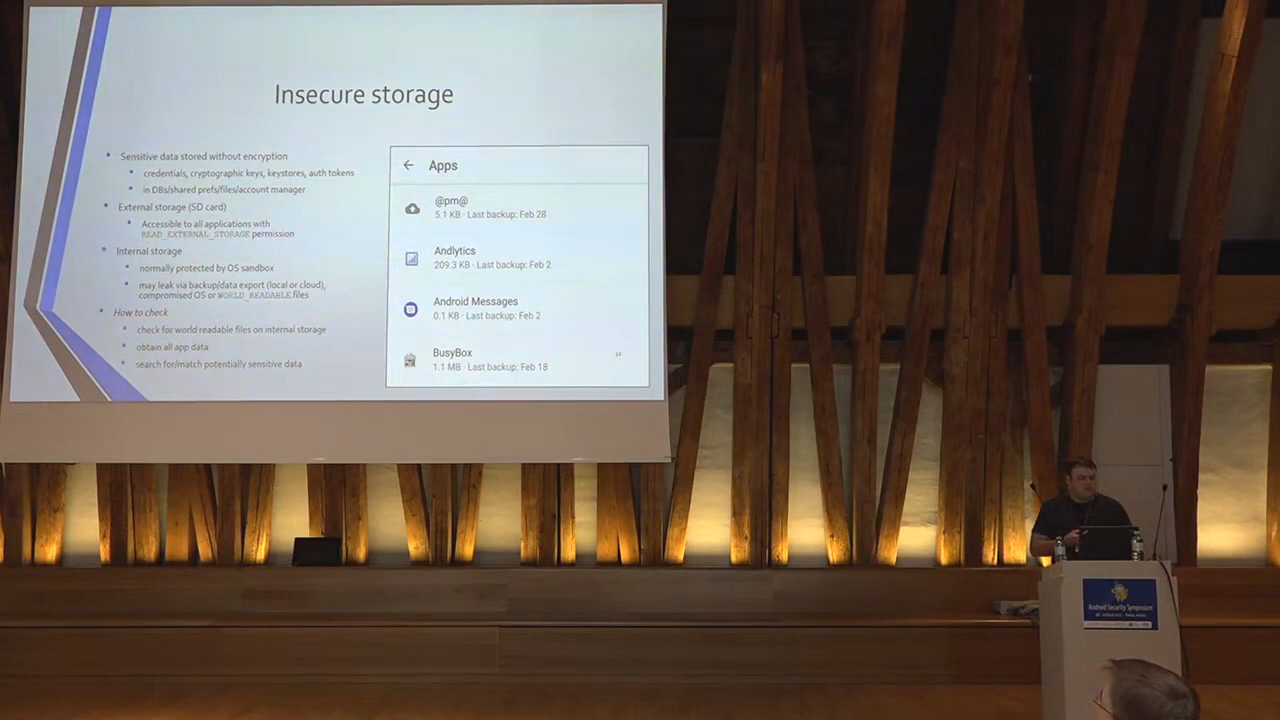 Insecure storage
Sensitive data stored without encryption
credentials, cryptographic keys, keystores, auth tokens
in DBs/shared prefs/files/account manager
External storage (SD card)
Accessible to all applications with
READ_EXTERNAL_STORAGE permission
Internal storage
normally protected by OS sandbox
may leak via backup/data export (local or cloud),
compromised OS or WORLD_READABLE files
How to check
check for world readable files on internal storage
obtain all app data
search for/match potentially sensitive data
Apps
@pm@
5.1 KB · Last backup: Feb 28
Andlytics
209.3 KB · Last backup: Feb 2
Android Messages
0.1 KB · Last backup: Feb 2
BusyBox
1.1 MB · Last backup: Feb 18
14
Android Security Symposium